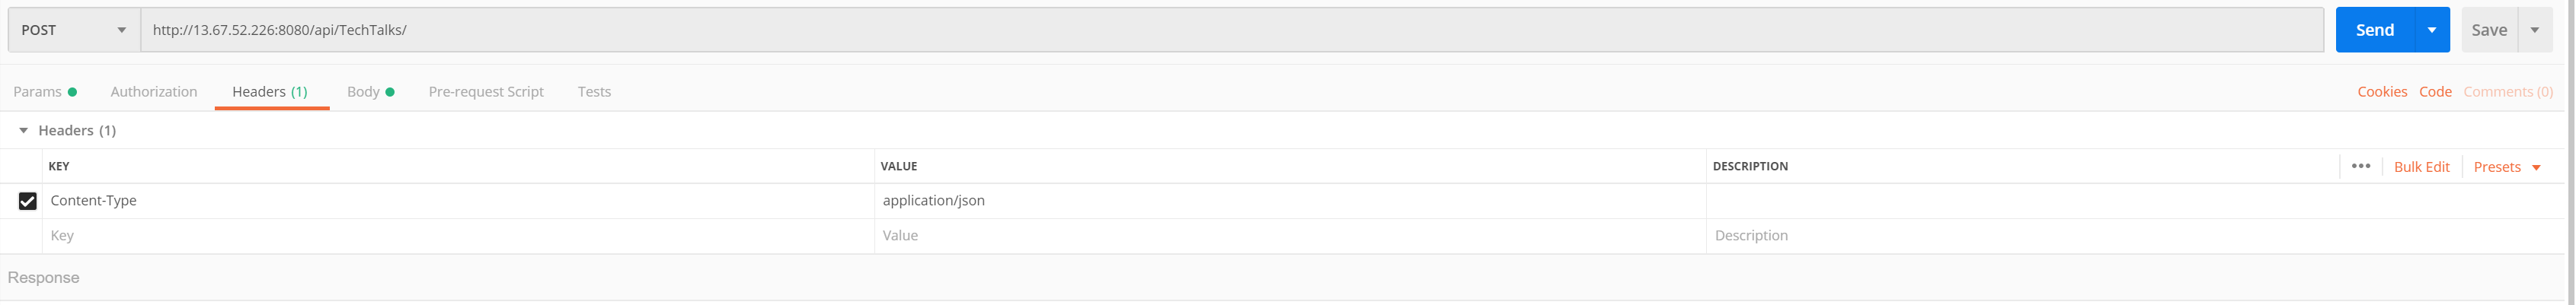 POST http://13.67.52.226:8080/api/TechTalks/ Send Save
Params Authorization Headers (1) Body Pre-request Script Tests Cookies Code Comments (0)
Headers (1)
KEY VALUE DESCRIPTION Bulk Edit Presets
Content-Type application/json
Key Value Description
Response